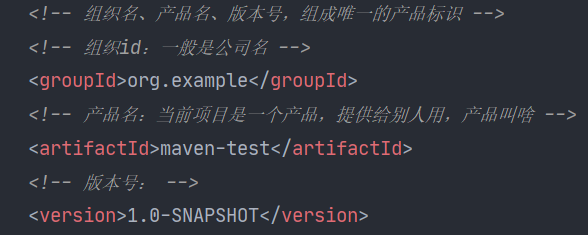 <!-- 组织名、产品名、版本号，组成唯一的产品标识 -->
<!-- 组织id：一般是公司名 -->
<groupId>org.example</groupId>
<!-- 产品名：当前项目是一个产品，提供给别人用，产品叫啥 -->
<artifactId>maven-test</artifactId>
<!-- 版本号： -->
<version>1.0-SNAPSHOT</version>